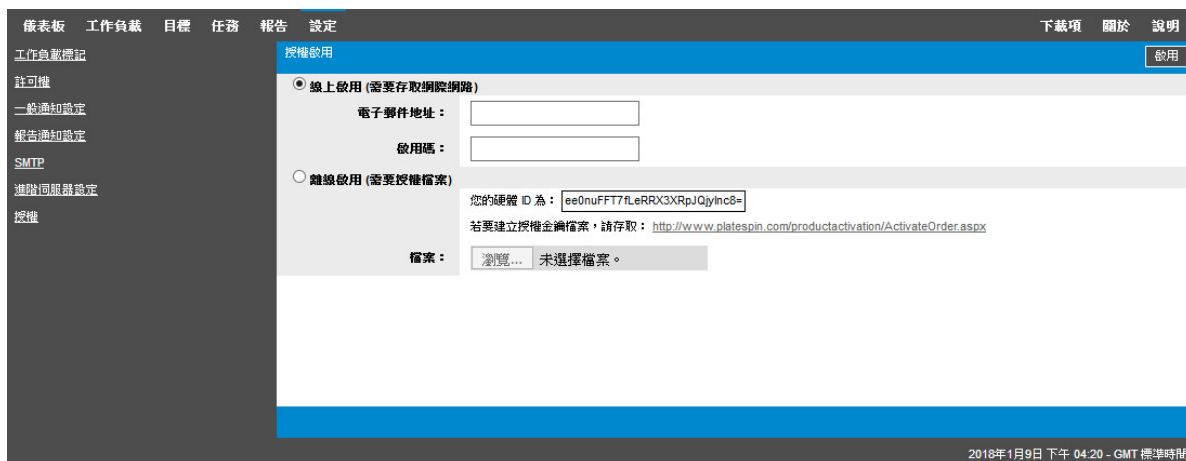 儀表板 工作負載 目標 任務 報告 設定 下載項 關於 說明
工作負載標記
許可權
一般通知設定
報告通知設定
SMTP
進階伺服器設定
授權
授權啟用 啟用
線上啟用 (需要存取網際網路)
電子郵件地址：
啟用碼：
離線啟用 (需要授權檔案)
您的硬體 ID 為： ee0nuFFT7fLeRRX3XRpJQjyInc8=
若要建立授權金鑰檔案，請存取： http://www.platespin.com/productactivation/ActivateOrder.aspx
檔案： 瀏覽... 未選擇檔案。
2018年1月9日 下午 04:20 - GMT 標準時間